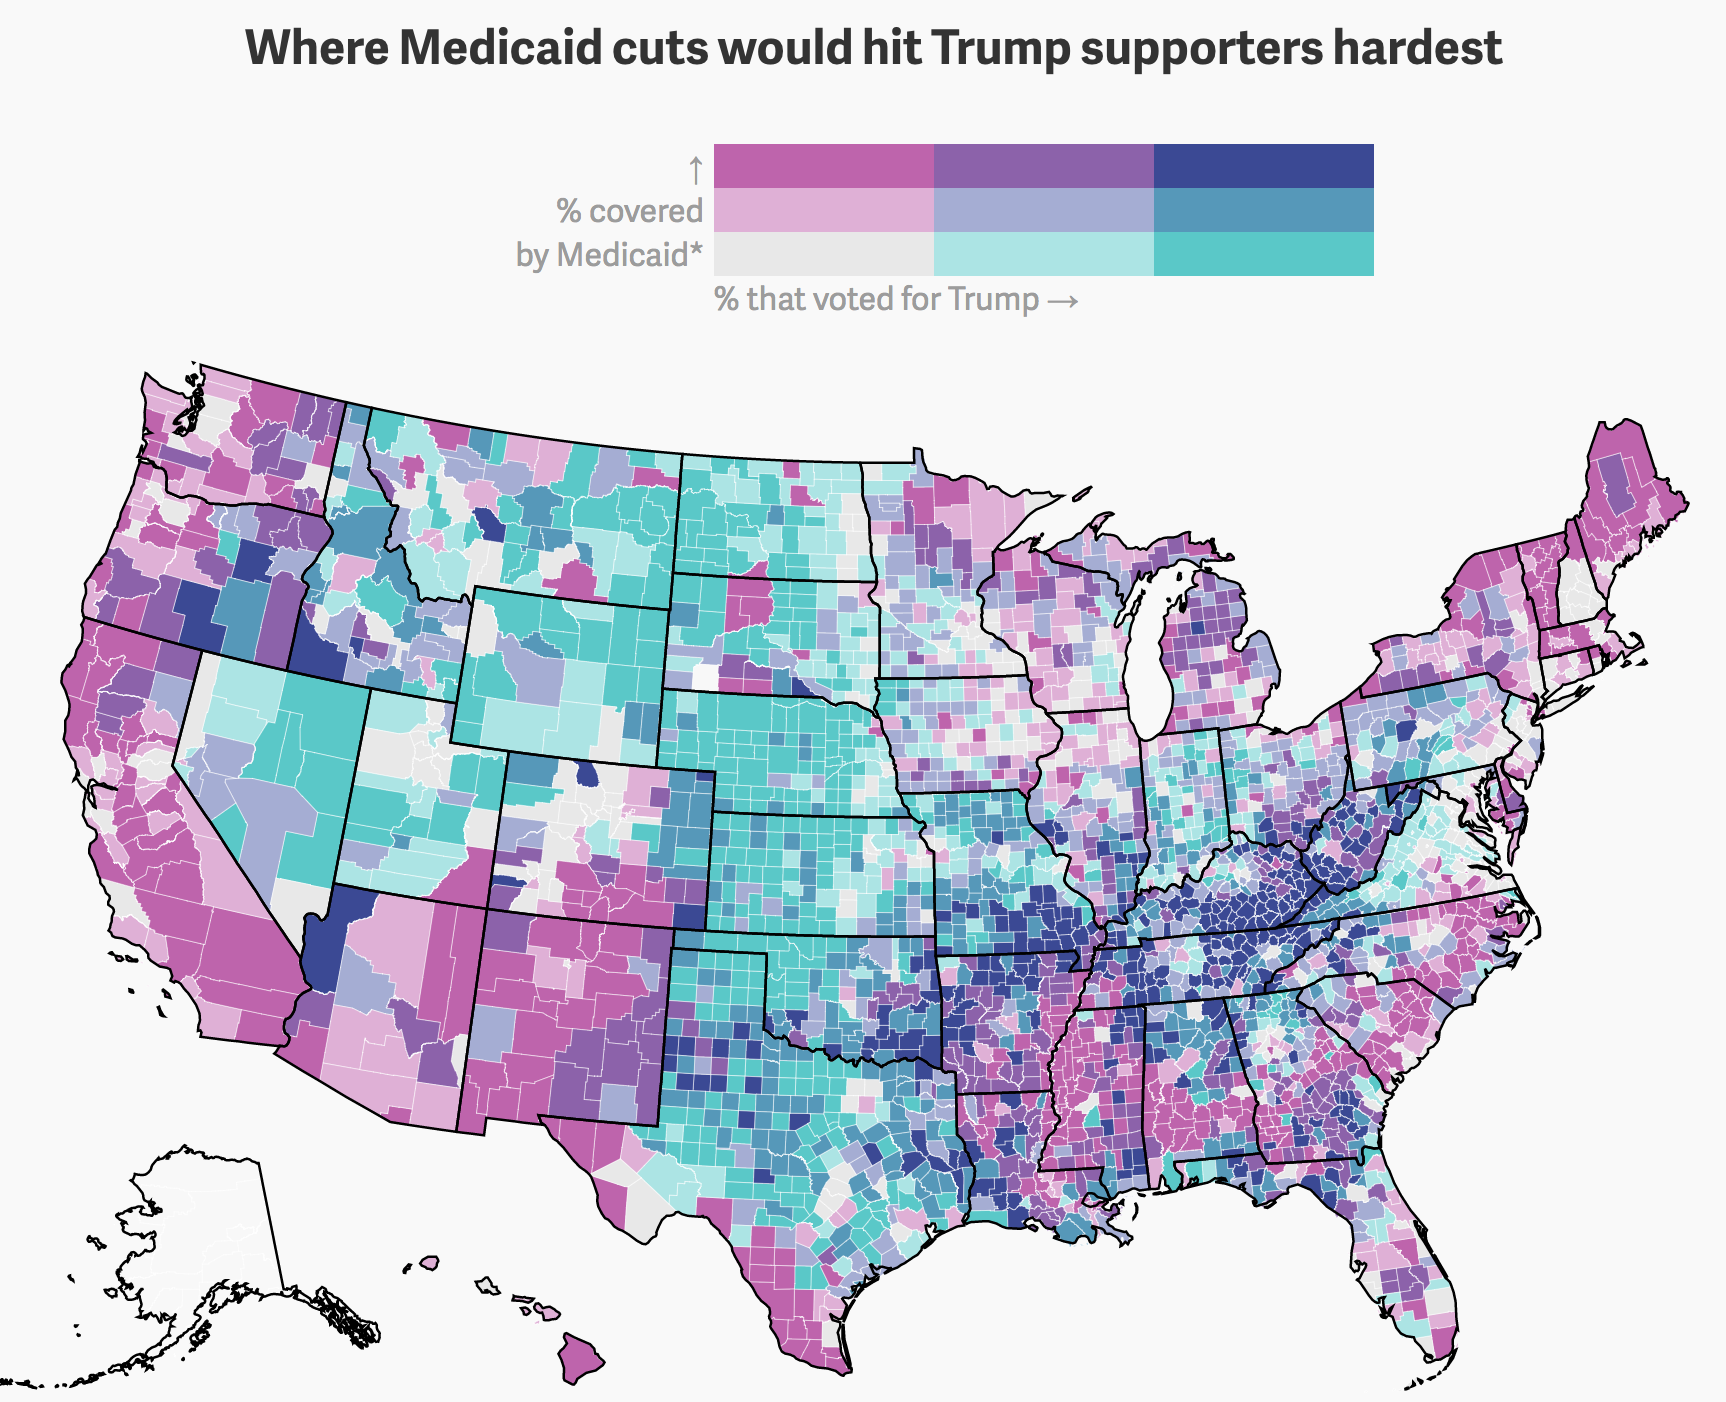 Where Medicaid cuts would hit Trump supporters hardest
↑
% covered
by Medicaid*
% that voted for Trump →